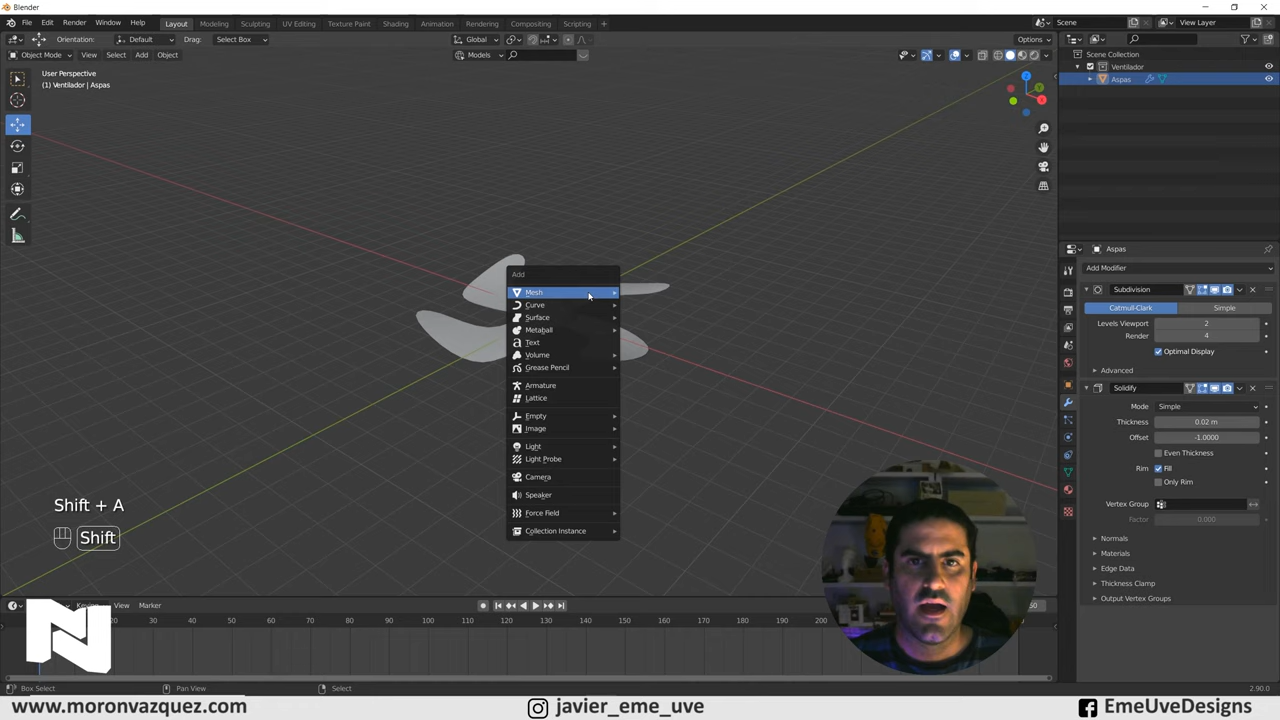 Blender
File Edit Render Window Help Layout Modeling Sculpting UV Editing Texture Paint Shading Animation Rendering Compositing Scripting + Scene View Layer
Orientation: Default Drag: Select Box Global Options
Object Mode View Select Add Object Models
User Perspective
(1) Ventilador | Aspas
Scene Collection
Ventilador
Aspas
Add
Mesh
Curve
Surface
Metaball
Text
Volume
Grease Pencil
Armature
Lattice
Empty
Image
Light
Light Probe
Camera
Speaker
Force Field
Collection Instance
Aspas
Add Modifier
Subdivision
Catmull-Clark Simple
Levels Viewport 2
Render 4
Optimal Display
Advanced
Solidify
Mode Simple
Thickness 0.02 m
Offset -1.0000
Even Thickness
Rim Fill
Only Rim
Vertex Group
Factor 0.000
Normals
Materials
Edge Data
Thickness Clamp
Output Vertex Groups
Shift + A
Shift
View Marker
30 40 50 60 70 80 90 100 110 120 130 140 150 160 170 180 190 200
N
Box Select Pan View Select 2.90.0
www.moronvazquez.com javier_eme_uve EmeUveDesigns